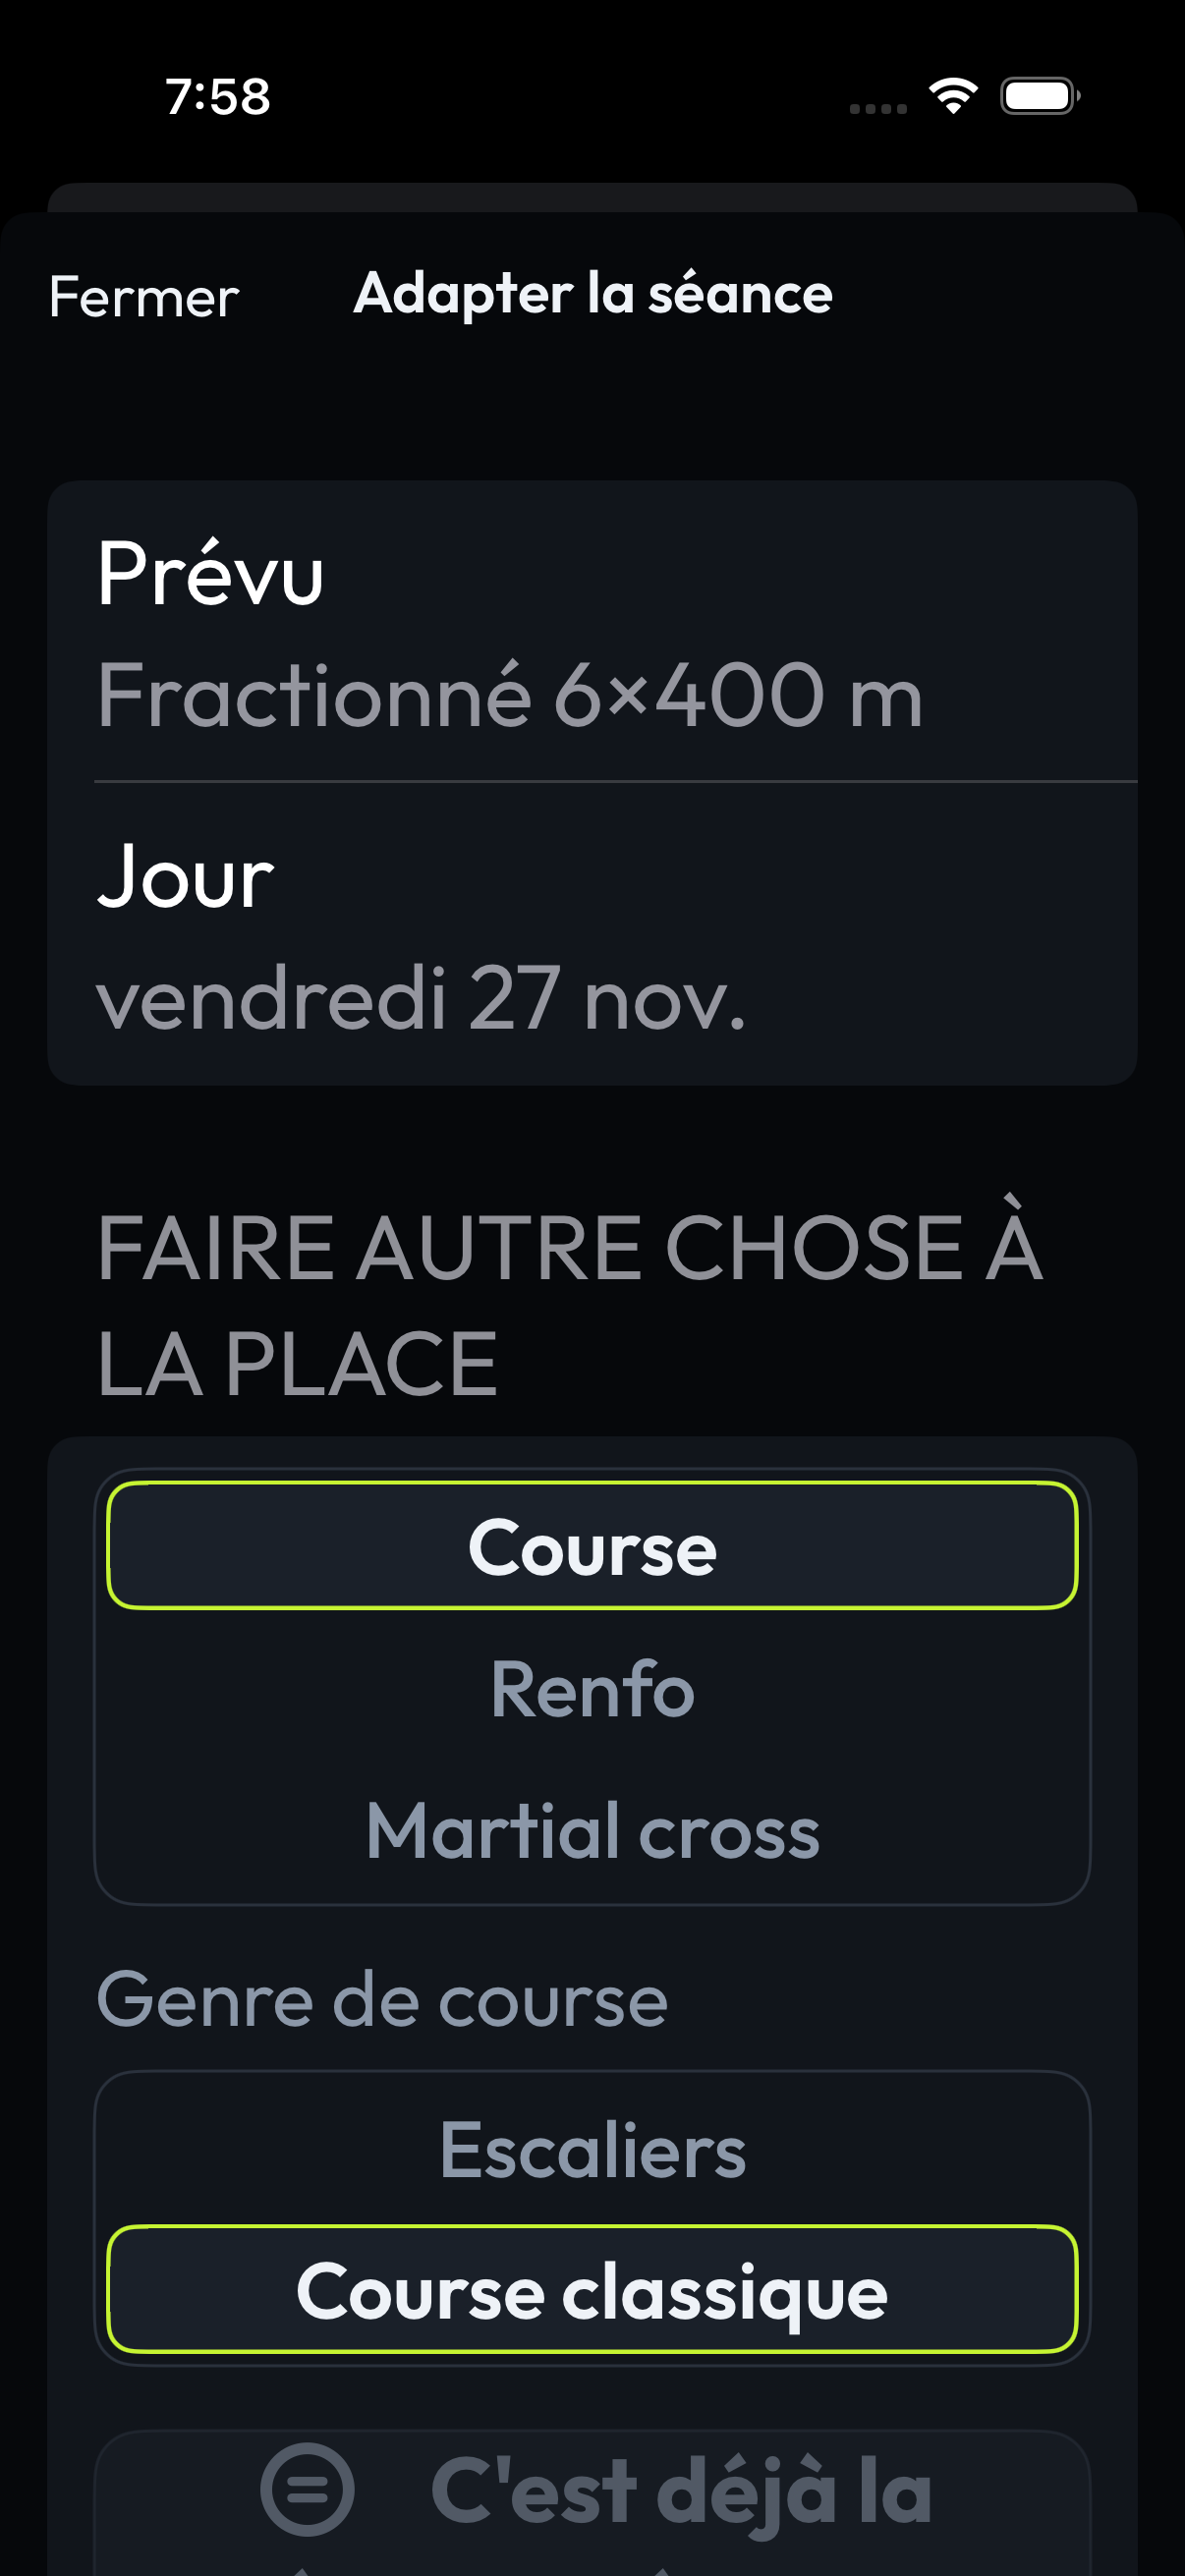 7:58
Fermer
Adapter la séance
Prévu
Fractionné 6×400 m
Jour
vendredi 27 nov.
FAIRE AUTRE CHOSE À
LA PLACE
Course
Renfo
Martial cross
Genre de course
Escaliers
Course classique
C'est déjà la